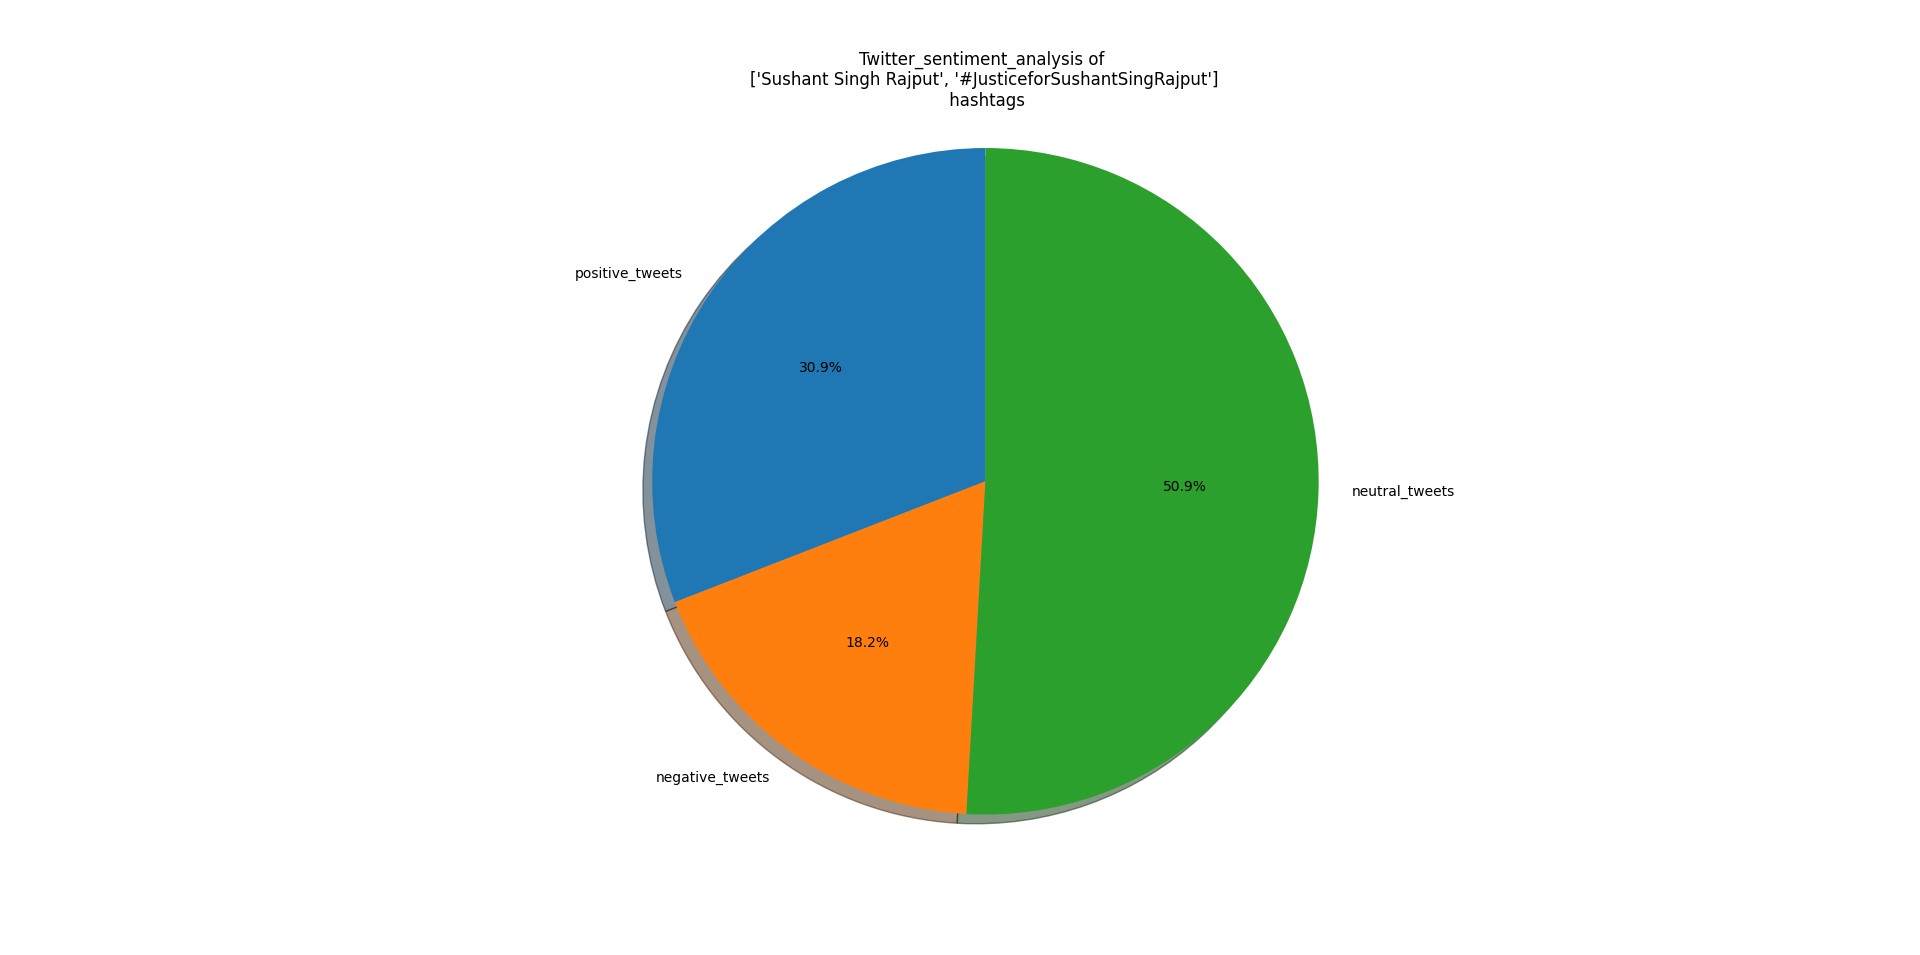 Twitter_sentiment_analysis of
['Sushant Singh Rajput', '#JusticeforSushantSingRajput']
hashtags
positive_tweets
30.9%
50.9%
neutral_tweets
18.2%
negative_tweets